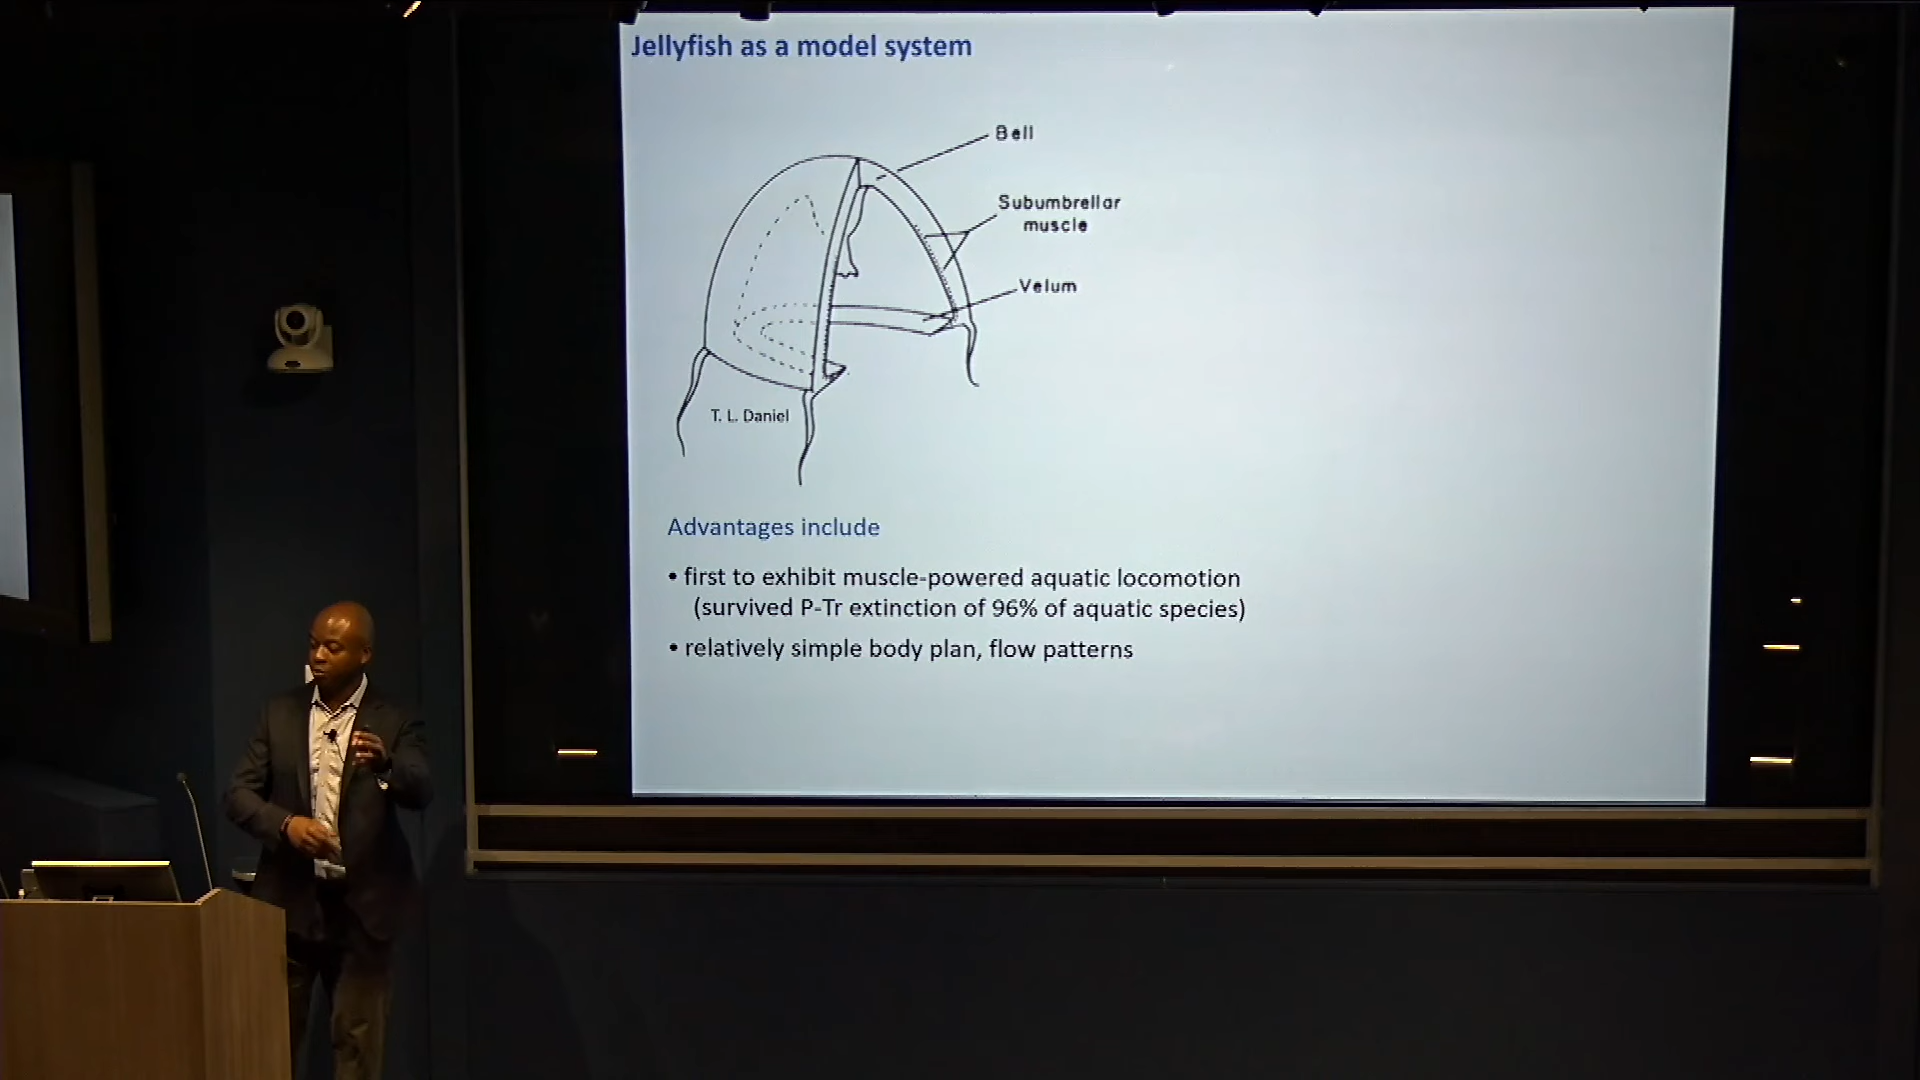 Jellyfish as a model system
Bell
Subumbrellar
muscle
Velum
T. L. Daniel
Advantages include
• first to exhibit muscle-powered aquatic locomotion
(survived P-Tr extinction of 96% of aquatic species)
• relatively simple body plan, flow patterns